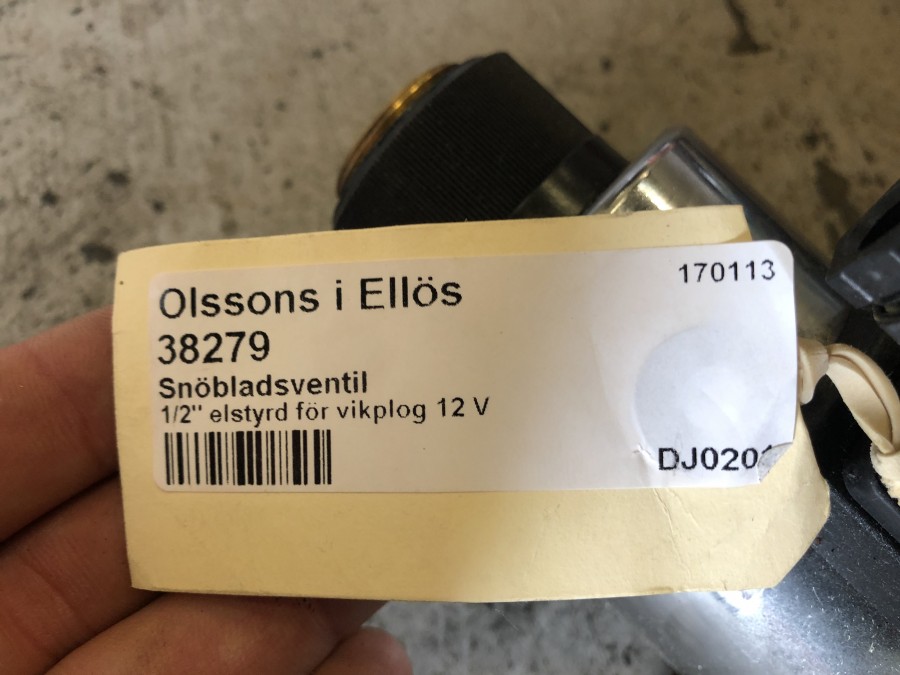 Olssons i Ellös
170113
38279
Snöbladsventil
1/2" elstyrd för vikplog 12 V